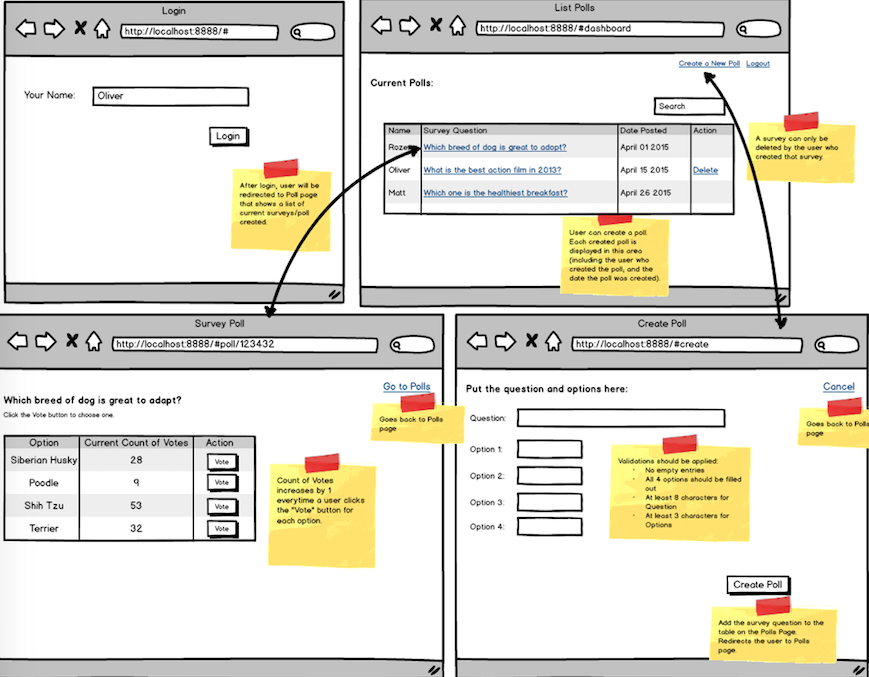 Login
http://localhost:8888/#
Your Name:
Oliver
Login
After login, user will be
redirected to Poll page
that shows a list of
current surveys/poll
created.
List Polls
http://localhost:8888/#dashboard
Create a New Poll Logout
Current Polls:
Search
Name Survey Question Date Posted Action
Which breed of dog is great to adopt? April 01 2015
Oliver What is the best action film in 2013? April 15 2015 Delete
Matt Which one is the healthiest breakfast? April 26 2015
A survey can only be
deleted by the user who
created that survey.
User can create a poll.
Each created poll is
displayed in this area
(including the user who
created the poll, and the
date the poll was created).
Survey Poll
http://localhost:8888/#poll/123432
Go to Polls
Which breed of dog is great to adapt?
Click the Vote button to choose one.
Goes back to Polls
page
Option Current Count of Votes Action
Siberian Husky 28 Vote
Poodle 9 Vote
Shih Tzu 53 Vote
Terrier 32 Vote
Count of Votes
increases by 1
everytime a user clicks
the "Vote" button for
each option.
Create Poll
http://localhost:8888/#create
Put the question and options here:
Cancel
Goes back to Polls
page
Question:
Option 1:
Option 2:
Option 3:
Option 4:
Validations should be applied:
· No empty entries
· All 4 options should be filled
out
· At least 8 characters for
Question
· At least 3 characters for
Options
Create Poll
Add the survey question to the
table on the Polls Page.
Redirects the user to Polls
page.